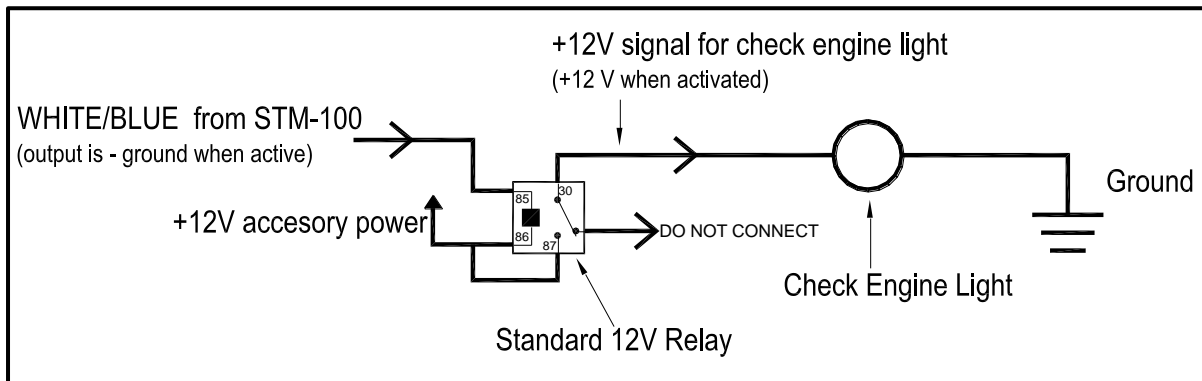 +12V signal for check engine light
(+12 V when activated)
WHITE/BLUE from STM-100
(output is - ground when active)
+12V accesory power
85
30
86
87
DO NOT CONNECT
Ground
Check Engine Light
Standard 12V Relay